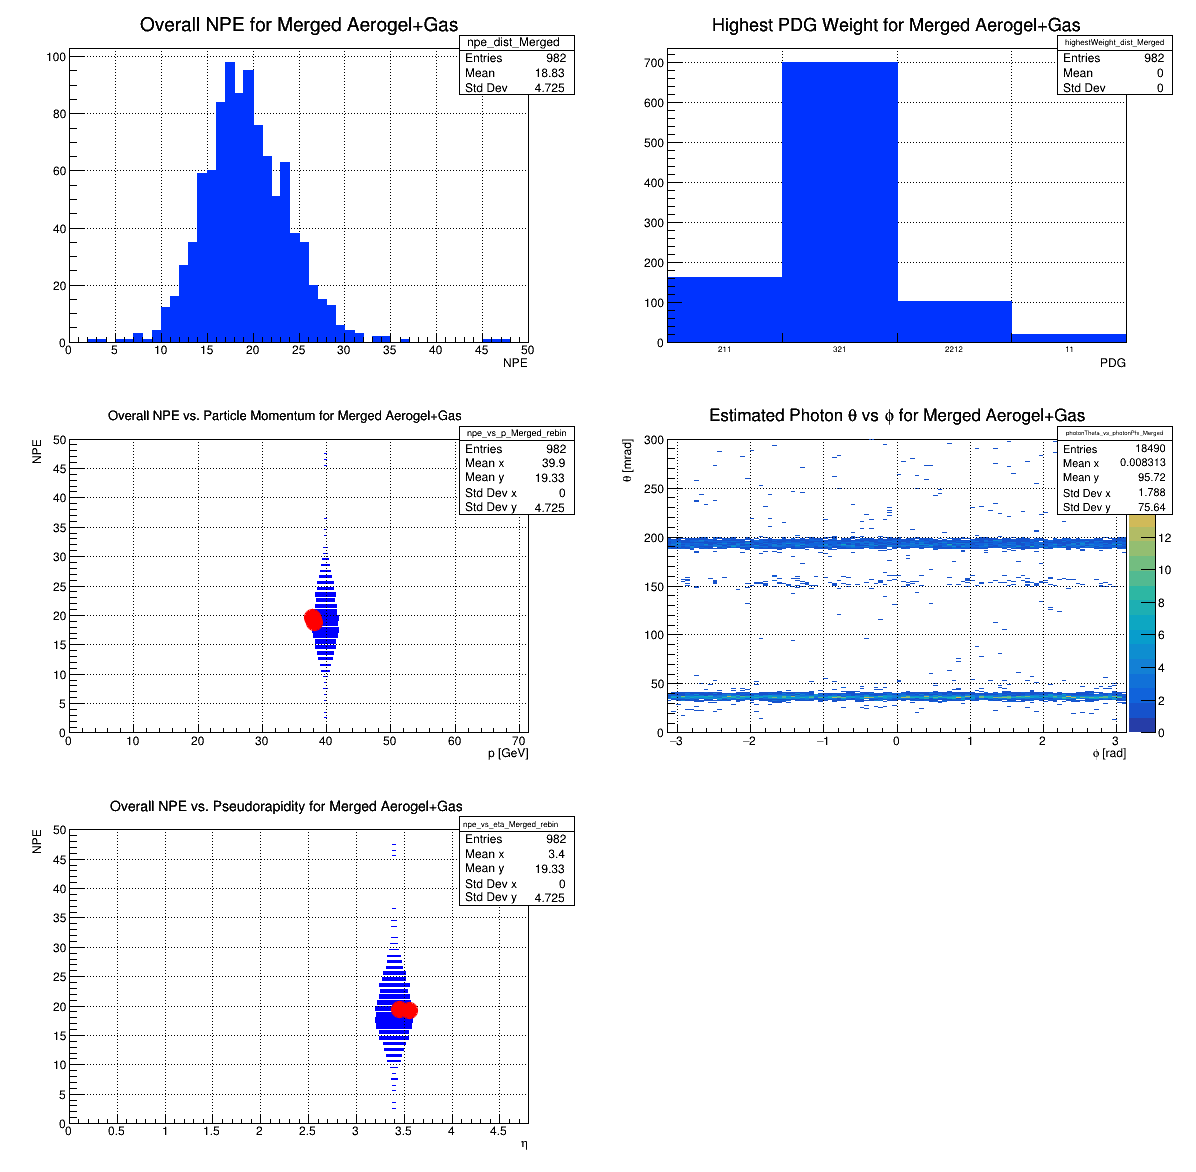 Overall NPE for Merged Aerogel+Gas
npe_dist_Merged
Entries 982
Mean 18.83
Std Dev 4.725
100
80
60
40
20
0
0 5 10 15 20 25 30 35 40 45 50
NPE
Highest PDG Weight for Merged Aerogel+Gas
highestWeight_dist_Merged
Entries 982
Mean 0
Std Dev 0
700
600
500
400
300
200
100
0
211 321 2212 11
PDG
Overall NPE vs. Particle Momentum for Merged Aerogel+Gas
npe_vs_p_Merged_rebin
Entries 982
Mean x 39.9
Mean y 19.33
Std Dev x 0
Std Dev y 4.725
NPE
50
45
40
35
30
25
20
15
10
5
0
0 10 20 30 40 50 60 70
p [GeV]
Estimated Photon θ vs ϕ for Merged Aerogel+Gas
photonTheta_vs_photonPhi_Merged
Entries 18490
Mean x 0.008313
Mean y 95.72
Std Dev x 1.788
Std Dev y 75.64
θ [mrad]
300
250
200
150
100
50
0
−3 −2 −1 0 1 2 3
ϕ [rad]
12
10
8
6
4
2
0
Overall NPE vs. Pseudorapidity for Merged Aerogel+Gas
npe_vs_eta_Merged_rebin
Entries 982
Mean x 3.4
Mean y 19.33
Std Dev x 0
Std Dev y 4.725
NPE
50
45
40
35
30
25
20
15
10
5
0
0 0.5 1 1.5 2 2.5 3 3.5 4 4.5
η